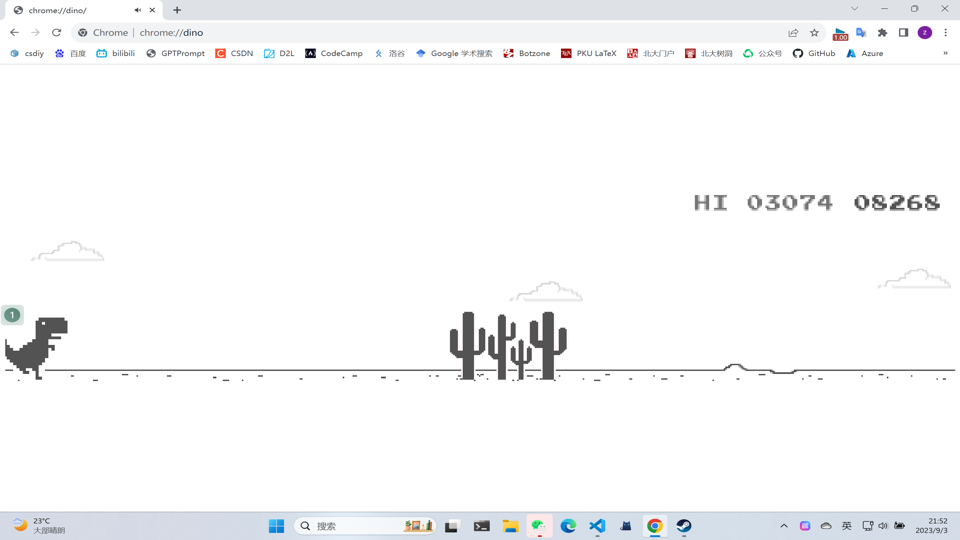 chrome://dino/
Chrome | chrome://dino
1.00
z
csdiy 百度 bilibili GPTPrompt CSDN D2L CodeCamp 洛谷 Google 学术搜索 Botzone PKU LaTeX 北大门户 北大树洞 公众号 GitHub Azure »
HI 03074 08268
1
23°C
大部晴朗
搜索
英
21:52
2023/9/3